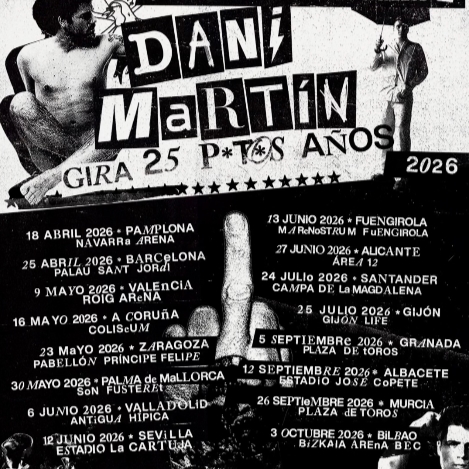 DANi
MaRTíN
GIRA 25 P*T*S AÑOS
2026
18 ABRIL 2026 * PAMPLONA
NAVARRA ARENA
25 ABRIL 2026 * BARCELONA
PALAU SANT JORDI
9 MAYO 2026 * VALENCIA
ROIG ARENA
16 MAYO 2026 * A CORUÑA
COLISEUM
23 MaYO 2026 * ZARAGOZA
PABELLÓN PRÍNCIPE FELIPE
30 MAYO 2026 * PALMA de MaLLORCA
SON FUSTERET
6 JUNIO 2026 * VALLADOLID
ANTiGUA HÍPICA
12 JUNIO 2026 * SEViLLA
ESTADIO La CARTUJA
13 JUNIO 2026 * FUENGIROLA
MARENOSTRUM FUENGIROLA
27 JUNIO 2026 * ALICANTE
ÁREA 12
24 JULIO 2026 * SANTANDER
CAMPA DE La MAGDALENA
25 JULIO 2026 * GIJÓN
GIJÓN LIFE
5 SEPTIEMBRE 2026 * GRANADA
PLAZA DE TOROS
12 SEPTIEMBRE 2026 * ALBACETE
ESTADIO JOSÉ COPETE
26 SEPTIEMBRE 2026 * MURCIA
PLAZA dE TOROS
3 OCTUBRE 2026 * BILBAO
BIZKAIA ARENA BEC